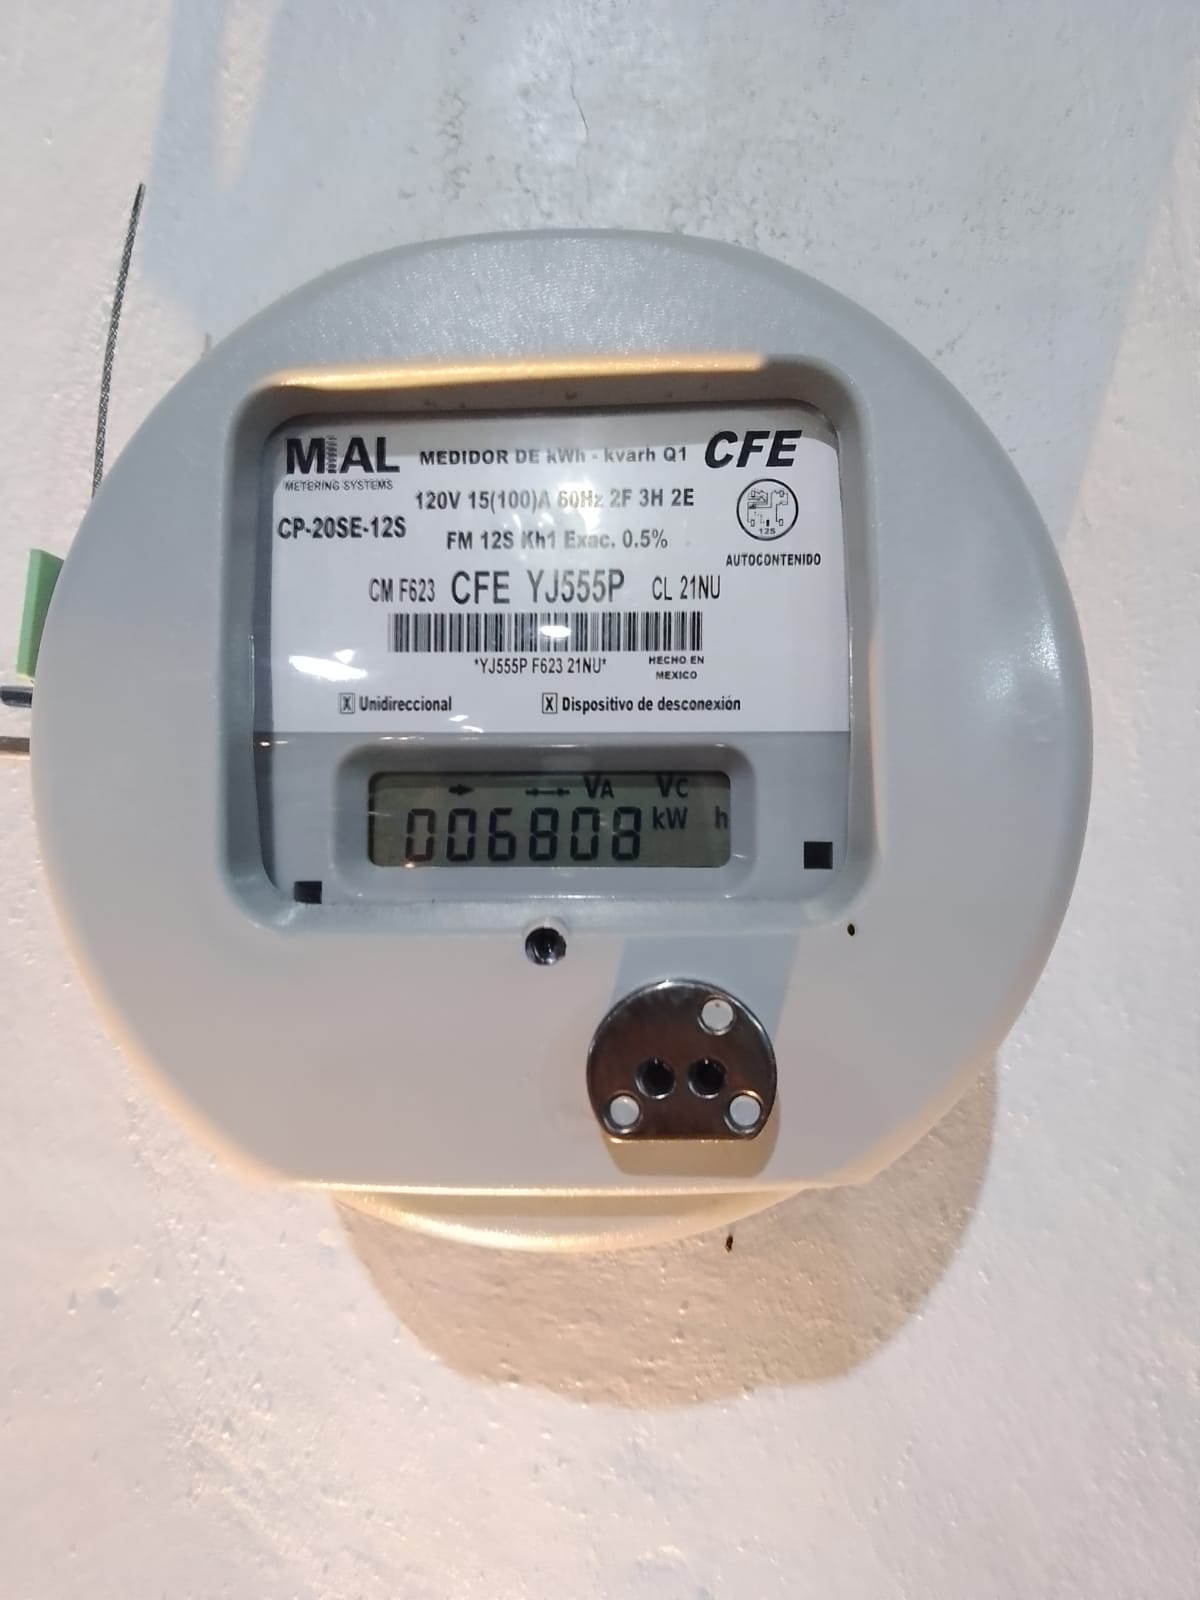 MIAL
METERING SYSTEMS
MEDIDOR DE kWh - kvarh Q1
CFE
120V 15(100)A 60Hz 2F 3H 2E
CP-20SE-12S
FM 12S Kh1 Exac. 0.5%
12S
AUTOCONTENIDO
CM F623 CFE YJ555P CL 21NU
*YJ555P F623 21NU*
HECHO EN
MEXICO
X Unidireccional
X Dispositivo de desconexión
VA VC
006808 kW h